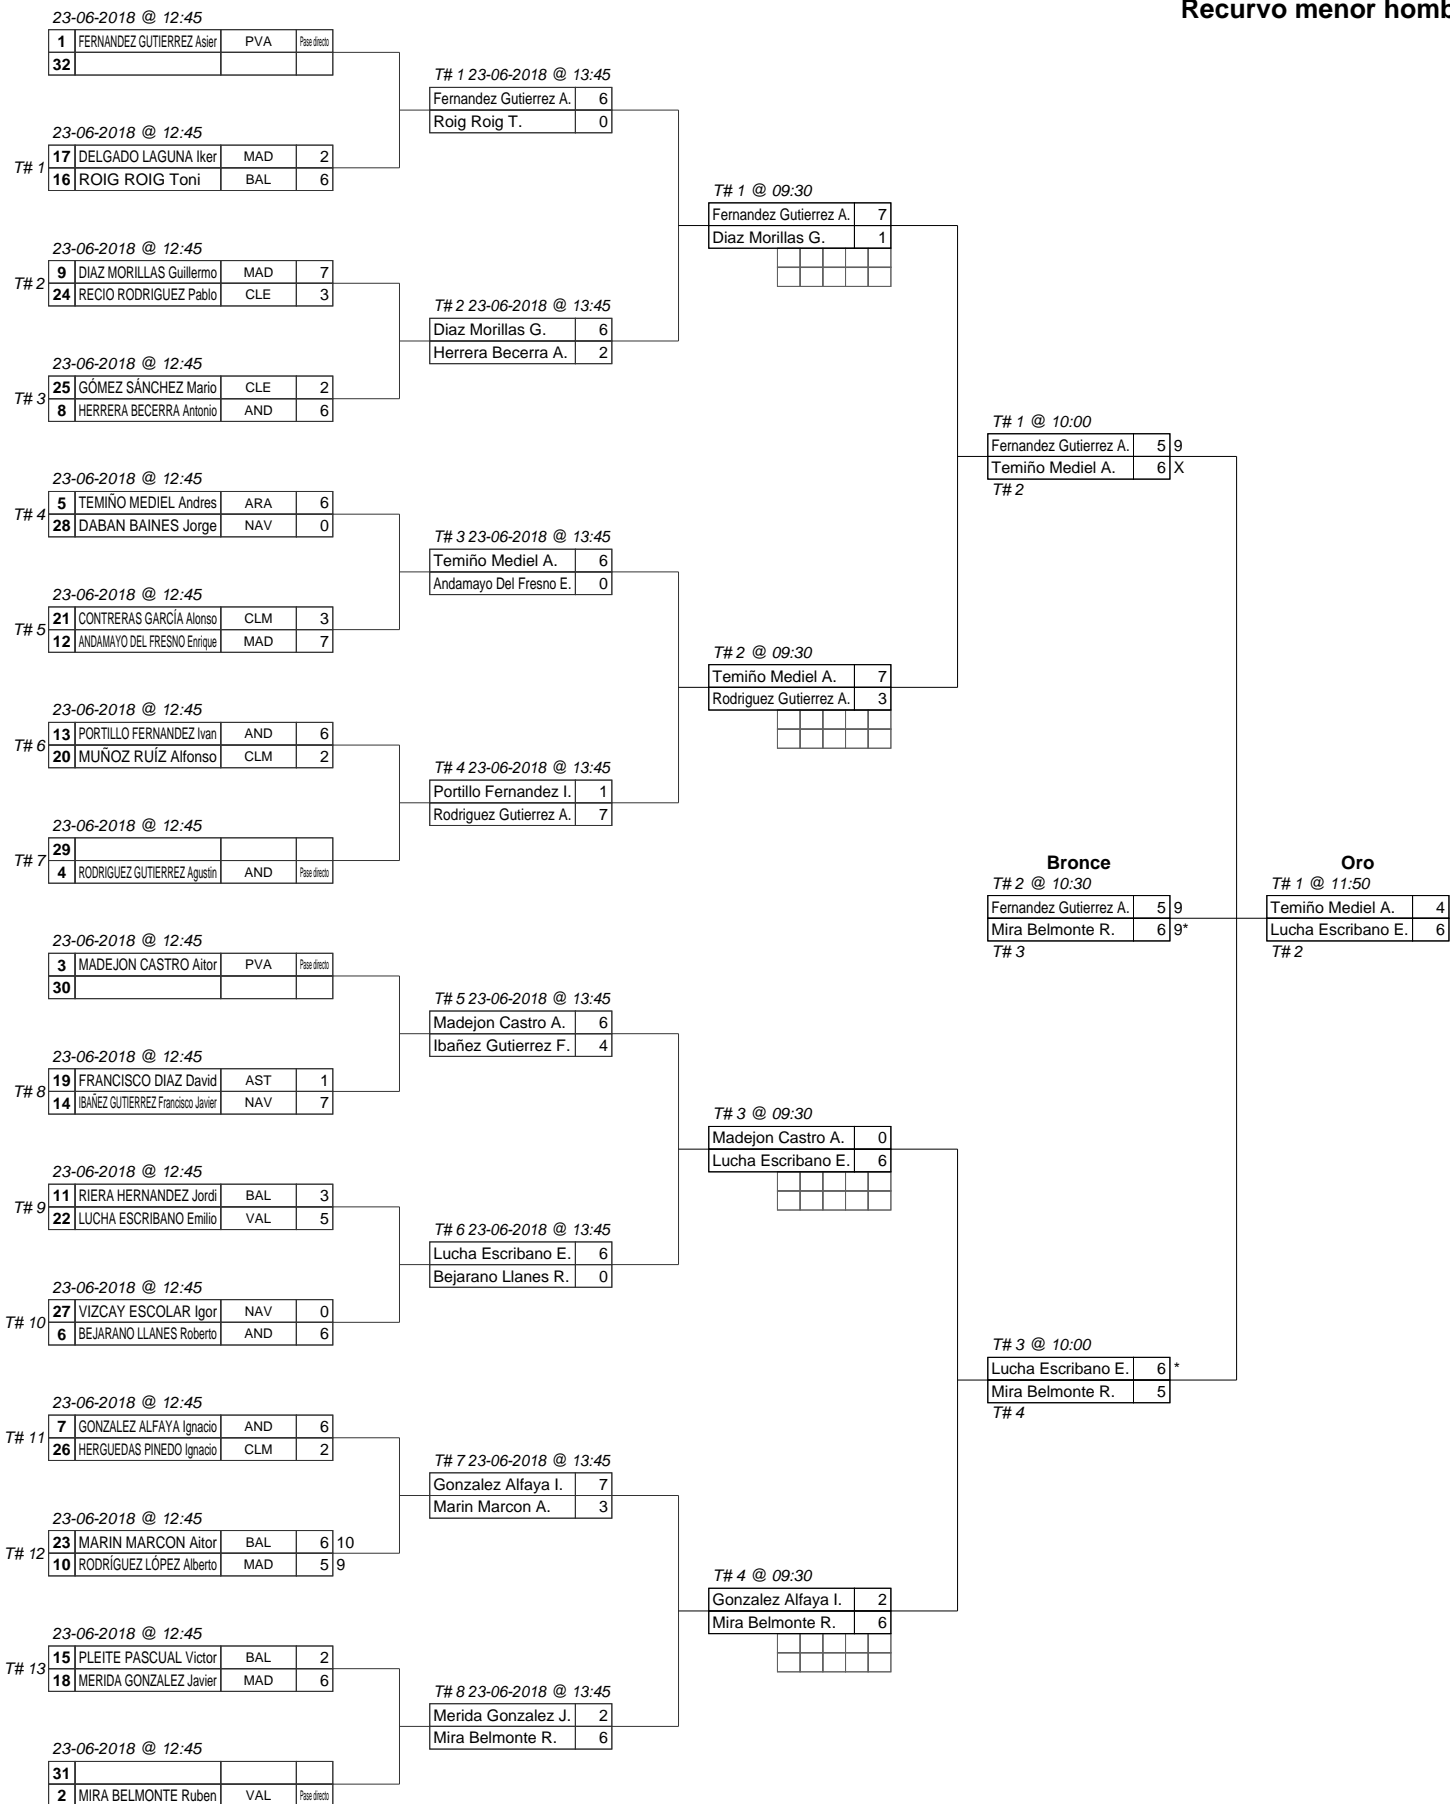 Recurvo menor homb
23-06-2018 @ 12:45
1 FERNANDEZ GUTIERREZ Asier PVA Pase directo
32
T# 1 23-06-2018 @ 13:45
Fernandez Gutierrez A. 6
Roig Roig T. 0
23-06-2018 @ 12:45
T# 1
17 DELGADO LAGUNA Iker MAD 2
16 ROIG ROIG Toni BAL 6
T# 1 @ 09:30
Fernandez Gutierrez A. 7
Diaz Morillas G. 1
23-06-2018 @ 12:45
T# 2
9 DIAZ MORILLAS Guillermo MAD 7
24 RECIO RODRIGUEZ Pablo CLE 3
T# 2 23-06-2018 @ 13:45
Diaz Morillas G. 6
Herrera Becerra A. 2
23-06-2018 @ 12:45
T# 3
25 GÓMEZ SÁNCHEZ Mario CLE 2
8 HERRERA BECERRA Antonio AND 6
T# 1 @ 10:00
Fernandez Gutierrez A. 5 9
Temiño Mediel A. 6 X
T# 2
23-06-2018 @ 12:45
T# 4
5 TEMIÑO MEDIEL Andres ARA 6
28 DABAN BAINES Jorge NAV 0
T# 3 23-06-2018 @ 13:45
Temiño Mediel A. 6
Andamayo Del Fresno E. 0
23-06-2018 @ 12:45
T# 5
21 CONTRERAS GARCÍA Alonso CLM 3
12 ANDAMAYO DEL FRESNO Enrique MAD 7
T# 2 @ 09:30
Temiño Mediel A. 7
Rodriguez Gutierrez A. 3
23-06-2018 @ 12:45
T# 6
13 PORTILLO FERNANDEZ Ivan AND 6
20 MUÑOZ RUÍZ Alfonso CLM 2
T# 4 23-06-2018 @ 13:45
Portillo Fernandez I. 1
Rodriguez Gutierrez A. 7
23-06-2018 @ 12:45
T# 7
29
4 RODRIGUEZ GUTIERREZ Agustin AND Pase directo
Bronce
T# 2 @ 10:30
Fernandez Gutierrez A. 5 9
Mira Belmonte R. 6 9*
T# 3
Oro
T# 1 @ 11:50
Temiño Mediel A. 4
Lucha Escribano E. 6
T# 2
23-06-2018 @ 12:45
3 MADEJON CASTRO Aitor PVA Pase directo
30
T# 5 23-06-2018 @ 13:45
Madejon Castro A. 6
Ibañez Gutierrez F. 4
23-06-2018 @ 12:45
T# 8
19 FRANCISCO DIAZ David AST 1
14 IBAÑEZ GUTIERREZ Francisco Javier NAV 7
T# 3 @ 09:30
Madejon Castro A. 0
Lucha Escribano E. 6
23-06-2018 @ 12:45
T# 9
11 RIERA HERNANDEZ Jordi BAL 3
22 LUCHA ESCRIBANO Emilio VAL 5
T# 6 23-06-2018 @ 13:45
Lucha Escribano E. 6
Bejarano Llanes R. 0
23-06-2018 @ 12:45
T# 10
27 VIZCAY ESCOLAR Igor NAV 0
6 BEJARANO LLANES Roberto AND 6
T# 3 @ 10:00
Lucha Escribano E. 6 *
Mira Belmonte R. 5
T# 4
23-06-2018 @ 12:45
T# 11
7 GONZALEZ ALFAYA Ignacio AND 6
26 HERGUEDAS PINEDO Ignacio CLM 2
T# 7 23-06-2018 @ 13:45
Gonzalez Alfaya I. 7
Marin Marcon A. 3
23-06-2018 @ 12:45
T# 12
23 MARIN MARCON Aitor BAL 6 10
10 RODRÍGUEZ LÓPEZ Alberto MAD 5 9
T# 4 @ 09:30
Gonzalez Alfaya I. 2
Mira Belmonte R. 6
23-06-2018 @ 12:45
T# 13
15 PLEITE PASCUAL Victor BAL 2
18 MERIDA GONZALEZ Javier MAD 6
T# 8 23-06-2018 @ 13:45
Merida Gonzalez J. 2
Mira Belmonte R. 6
23-06-2018 @ 12:45
31
2 MIRA BELMONTE Ruben VAL Pase directo